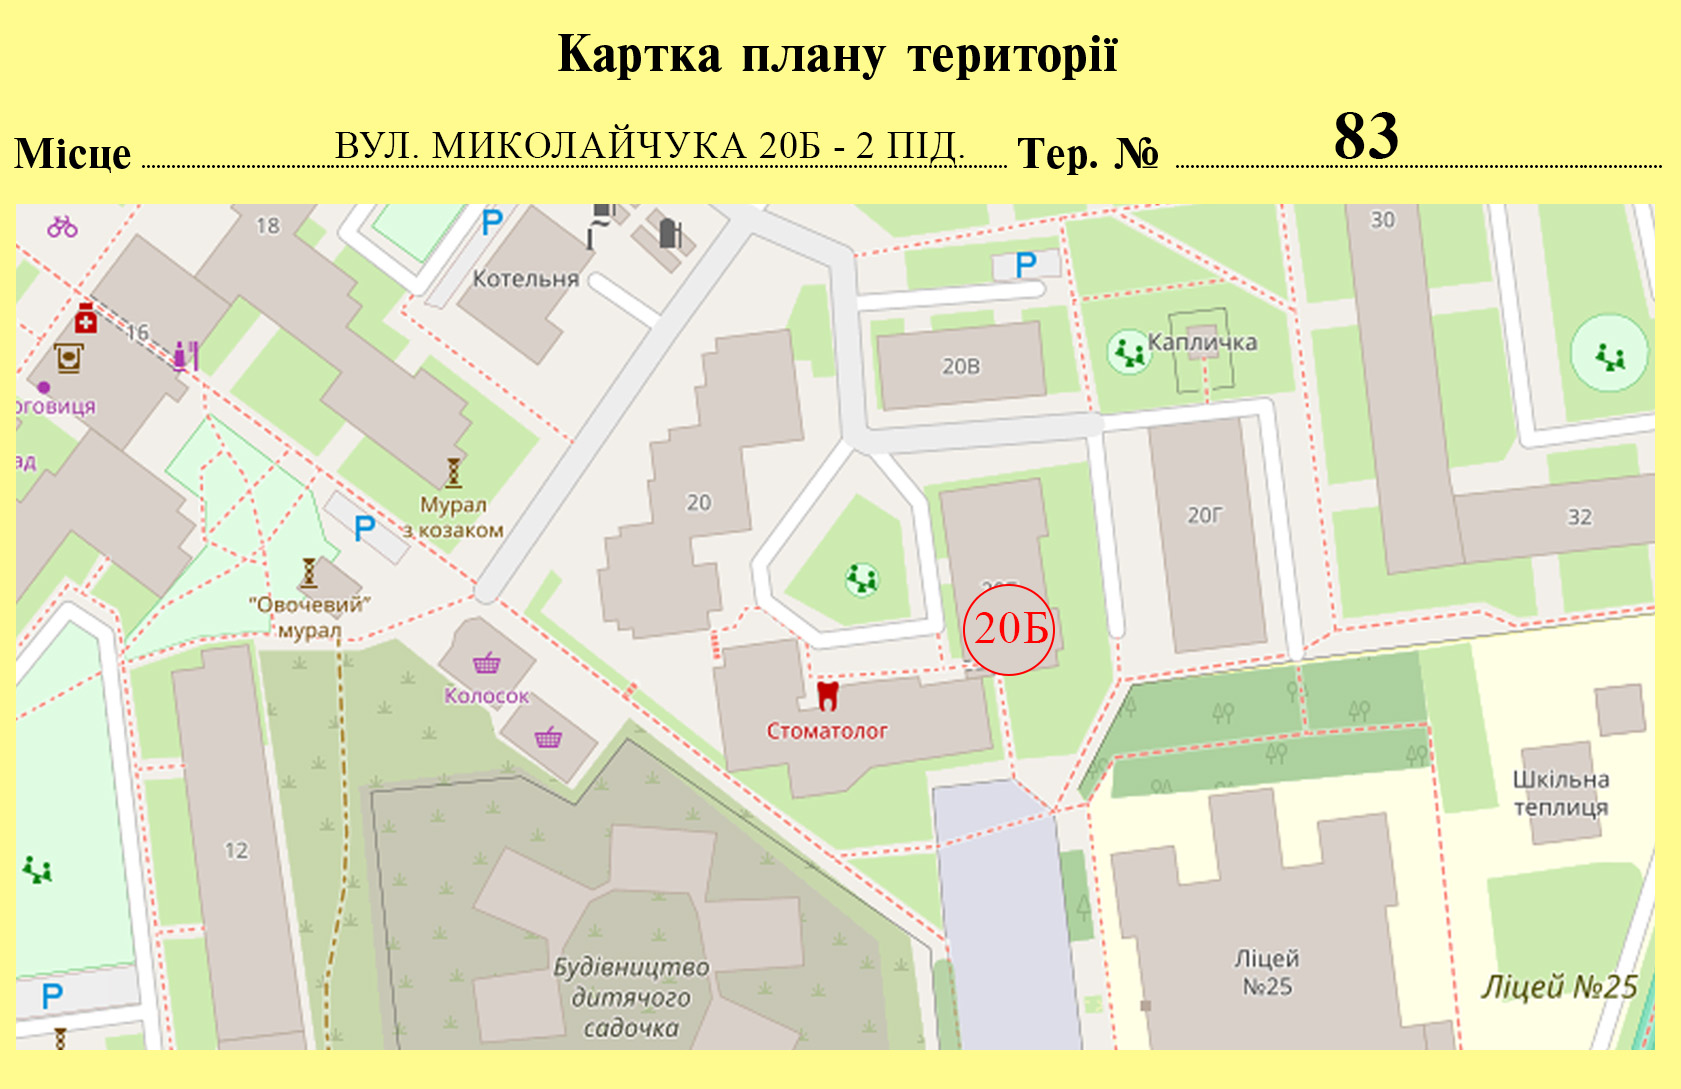 Картка плану території
Місце ВУЛ. МИКОЛАЙЧУКА 20Б - 2 ПІД. Тер. № 83
18
P
Котельня
P
30
16
20В
Капличка
оговиця
ад
Мурал
з козаком
P
20
20Г
32
"Овочевий"
мурал
20Б
Колосок
Стоматолог
Шкільна
теплиця
12
Будівництво
дитячого
садочка
Ліцей
№25
Ліцей №25
P